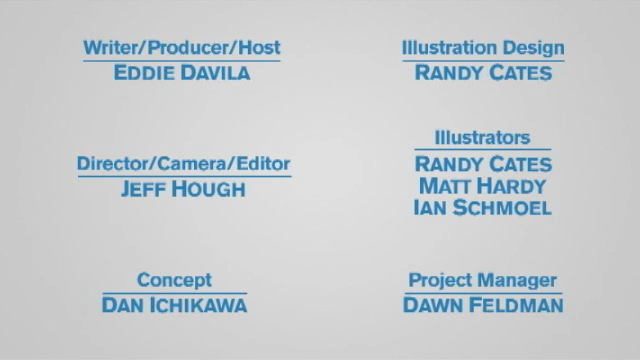 Writer/Producer/Host
EDDIE DAVILA
Director/Camera/Editor
JEFF HOUGH
Concept
DAN ICHIKAWA
Illustration Design
RANDY CATES
Illustrators
RANDY CATES
MATT HARDY
IAN SCHMOEL
Project Manager
DAWN FELDMAN